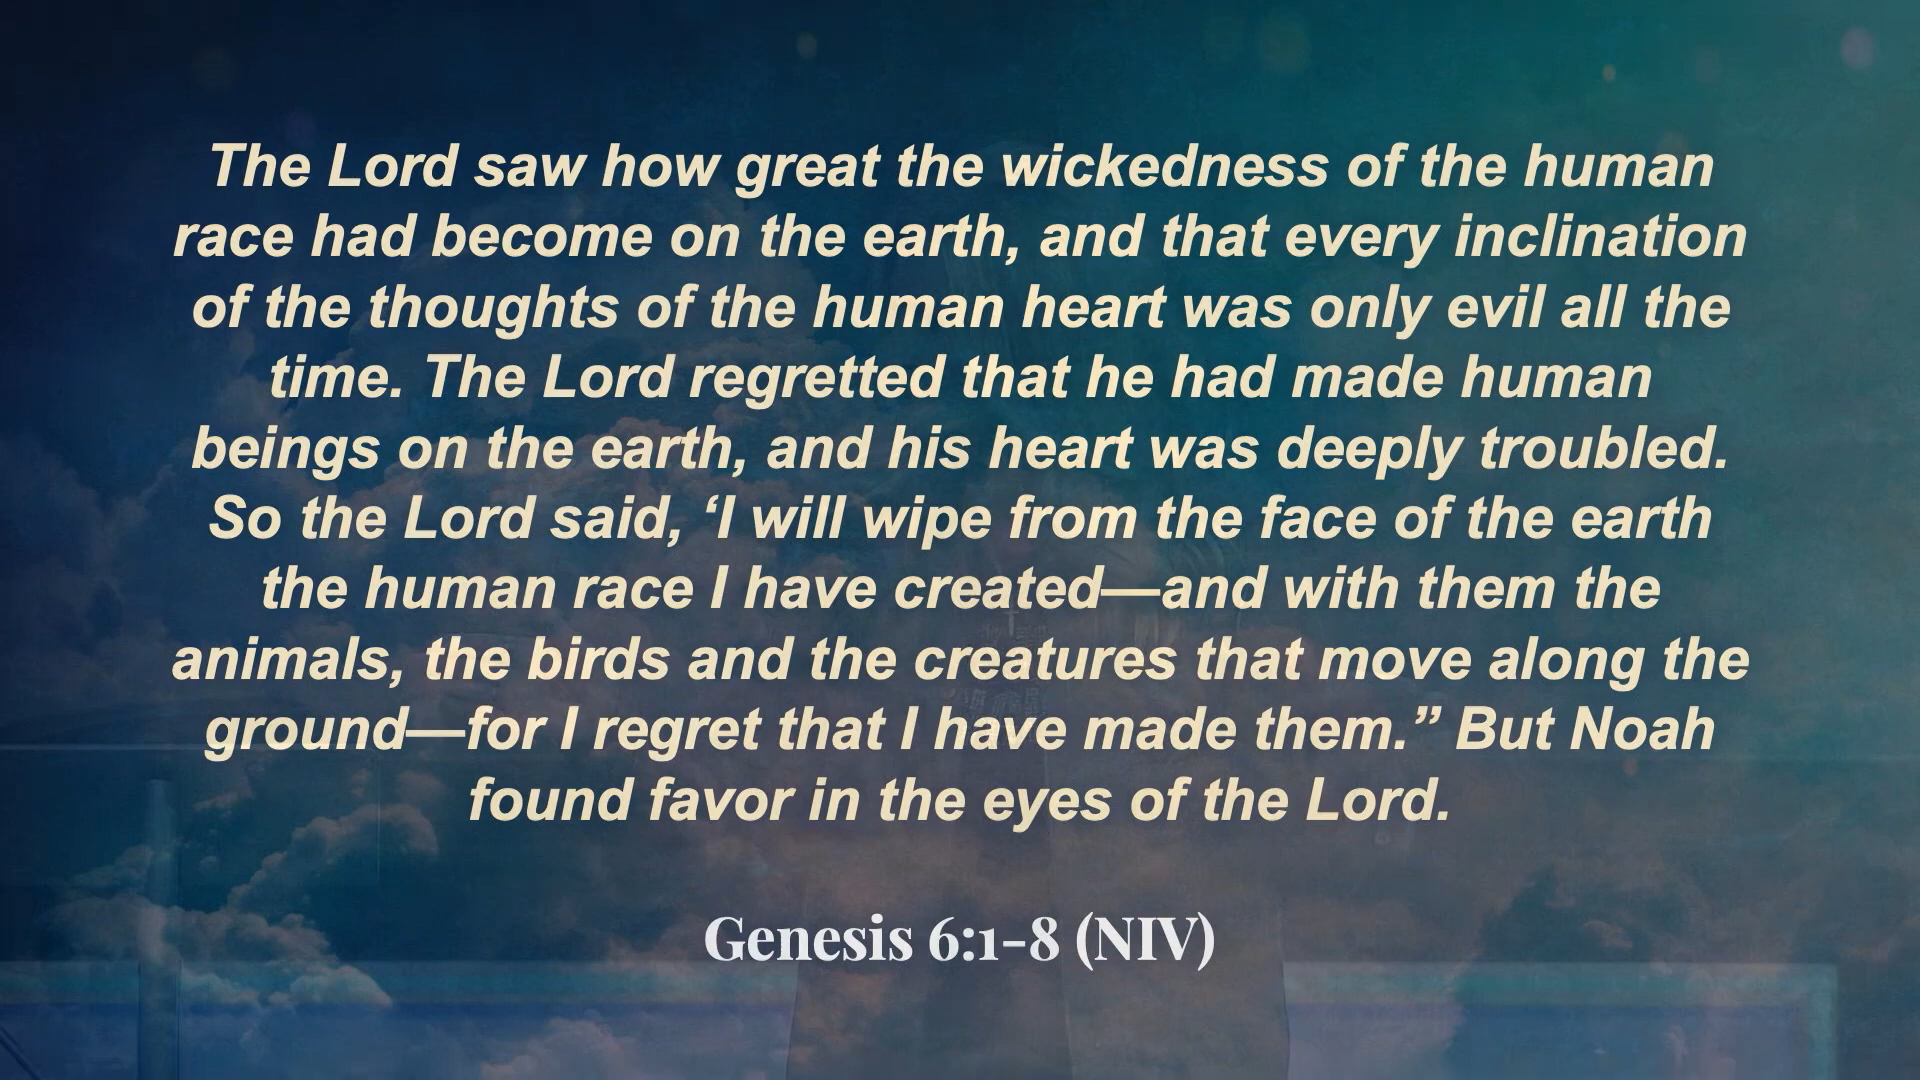 The Lord saw how great the wickedness of the human
race had become on the earth, and that every inclination
of the thoughts of the human heart was only evil all the
time. The Lord regretted that he had made human
beings on the earth, and his heart was deeply troubled.
So the Lord said, ‘I will wipe from the face of the earth
the human race I have created—and with them the
animals, the birds and the creatures that move along the
ground—for I regret that I have made them.” But Noah
found favor in the eyes of the Lord.
Genesis 6:1-8 (NIV)